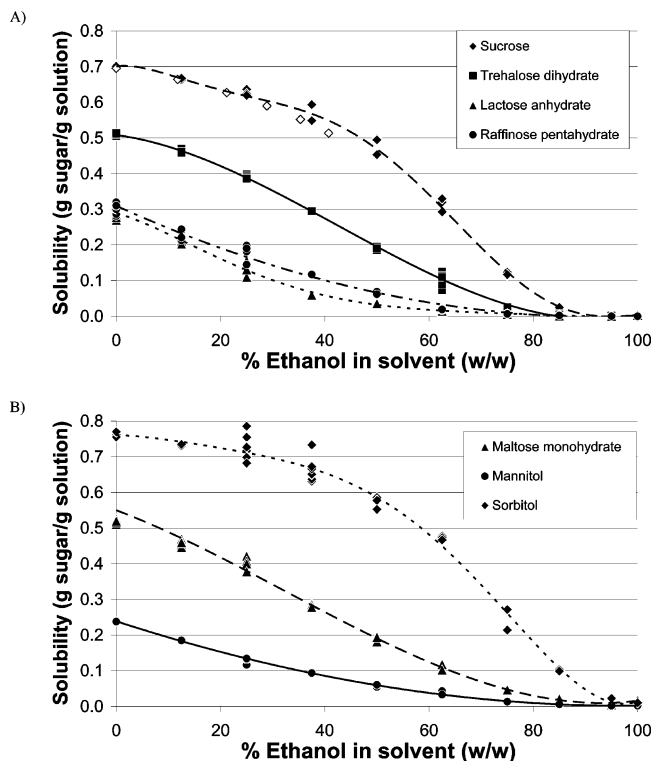 A)
Solubility (g sugar/g solution)
0.8
0.7
0.6
0.5
0.4
0.3
0.2
0.1
0.0
Sucrose
Trehalose dihydrate
Lactose anhydrate
Raffinose pentahydrate
0 20 40 60 80 100
% Ethanol in solvent (w/w)
B)
Solubility (g sugar/g solution)
0.8
0.7
0.6
0.5
0.4
0.3
0.2
0.1
0.0
Maltose monohydrate
Mannitol
Sorbitol
0 20 40 60 80 100
% Ethanol in solvent (w/w)